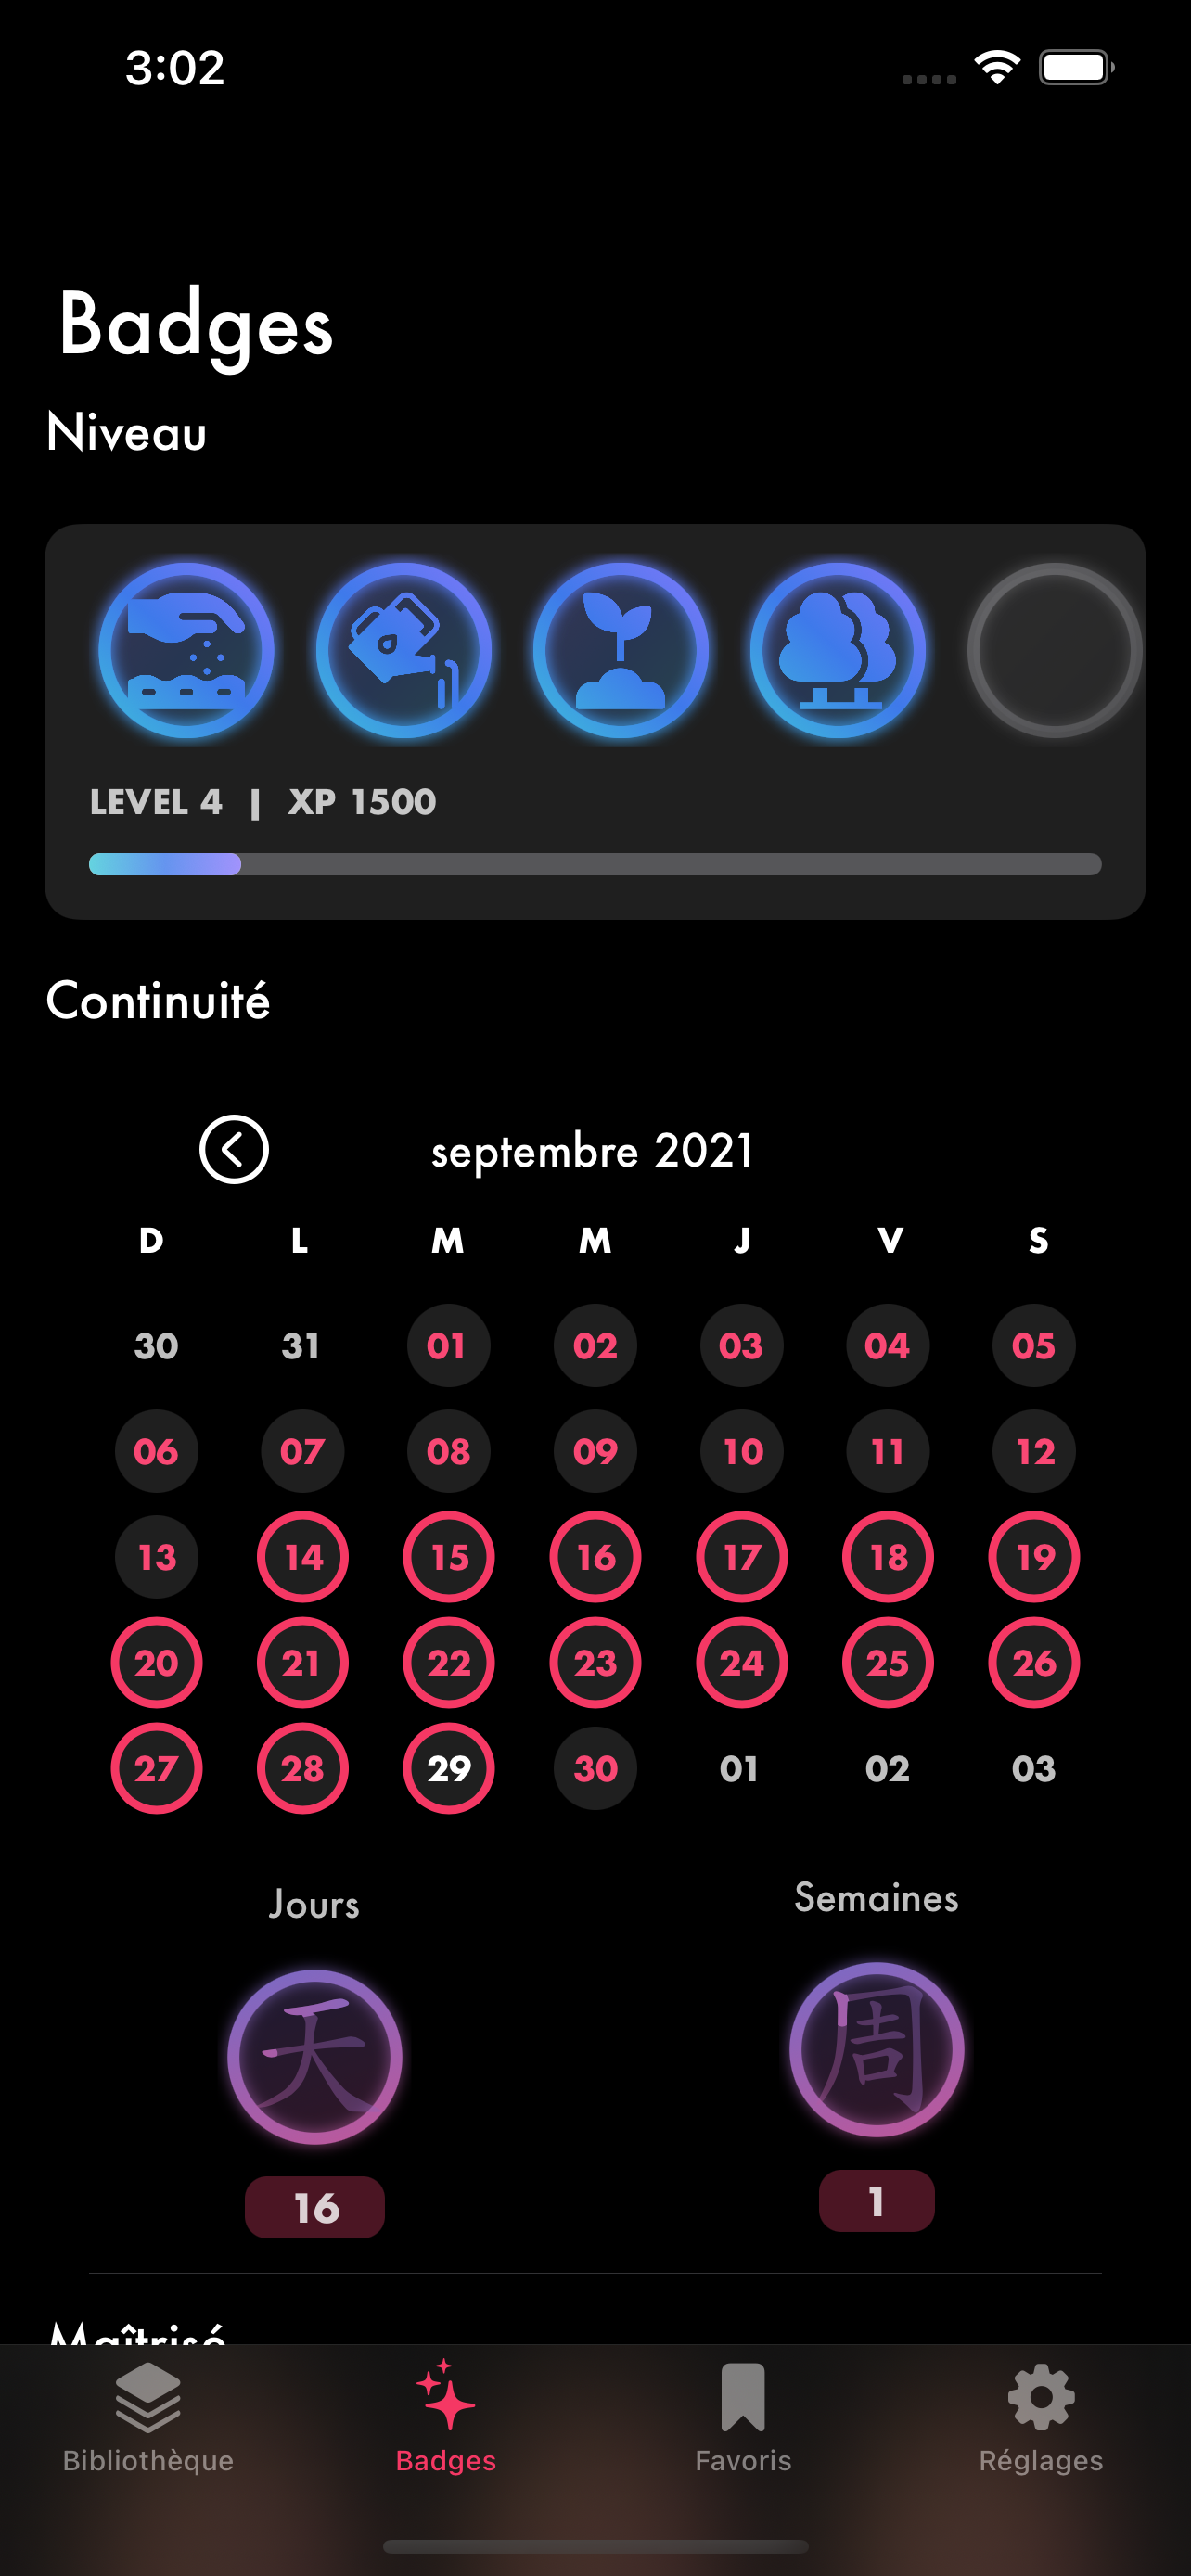 3:02
Badges
Niveau
LEVEL 4 | XP 1500
Continuité
septembre 2021
D L M M J V S
30 31 01 02 03 04 05
06 07 08 09 10 11 12
13 14 15 16 17 18 19
20 21 22 23 24 25 26
27 28 29 30 01 02 03
Jours Semaines
天 周
16 1
Maîtrisé
Bibliothèque Badges Favoris Réglages